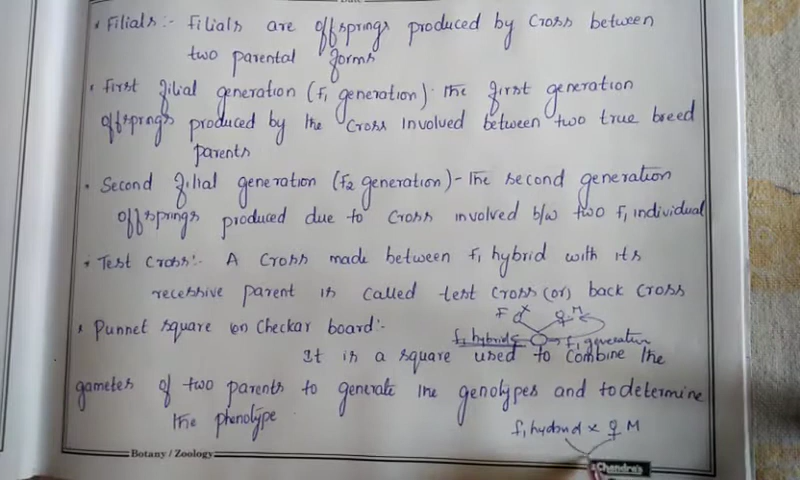 * Filials:- Filials are offsprings produced by Cross between
two parental forms
* First filial generation (F1 generation)- The first generation
offsprings produced by the cross involved between two true breed
parents
* Second filial generation (F2 generation)- The second generation
offsprings produced due to Cross involved b/w two F1 individual
* Test Cross:- A Cross made between F1 hybrid with its
recessive parent is called test cross (or) back cross
F ♂ x ♀ M
* Punnet square on Checkar board:-
F1 generation
It is a square used to combine the
gametes of two parents to generate the genotypes and to determine
the phenotype
F1 hybrid x ♀ M
Botany / Zoology
Chandra's